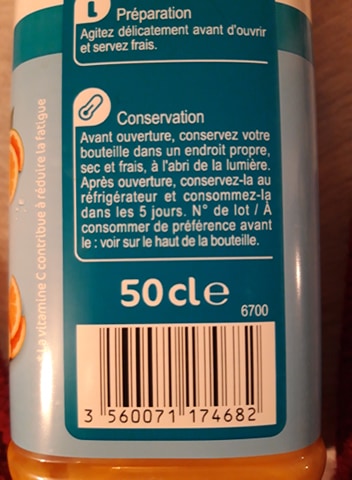 Préparation
Agitez délicatement avant d'ouvrir
et servez frais.
Conservation
Avant ouverture, conservez votre
bouteille dans un endroit propre,
sec et frais, à l'abri de la lumière.
Après ouverture, conservez-la au
réfrigérateur et consommez-la
dans les 5 jours. N° de lot / À
consommer de préférence avant
le : voir sur le haut de la bouteille.
50 cl e
6700
3 560071 174682
*La vitamine C contribue à réduire la fatigue